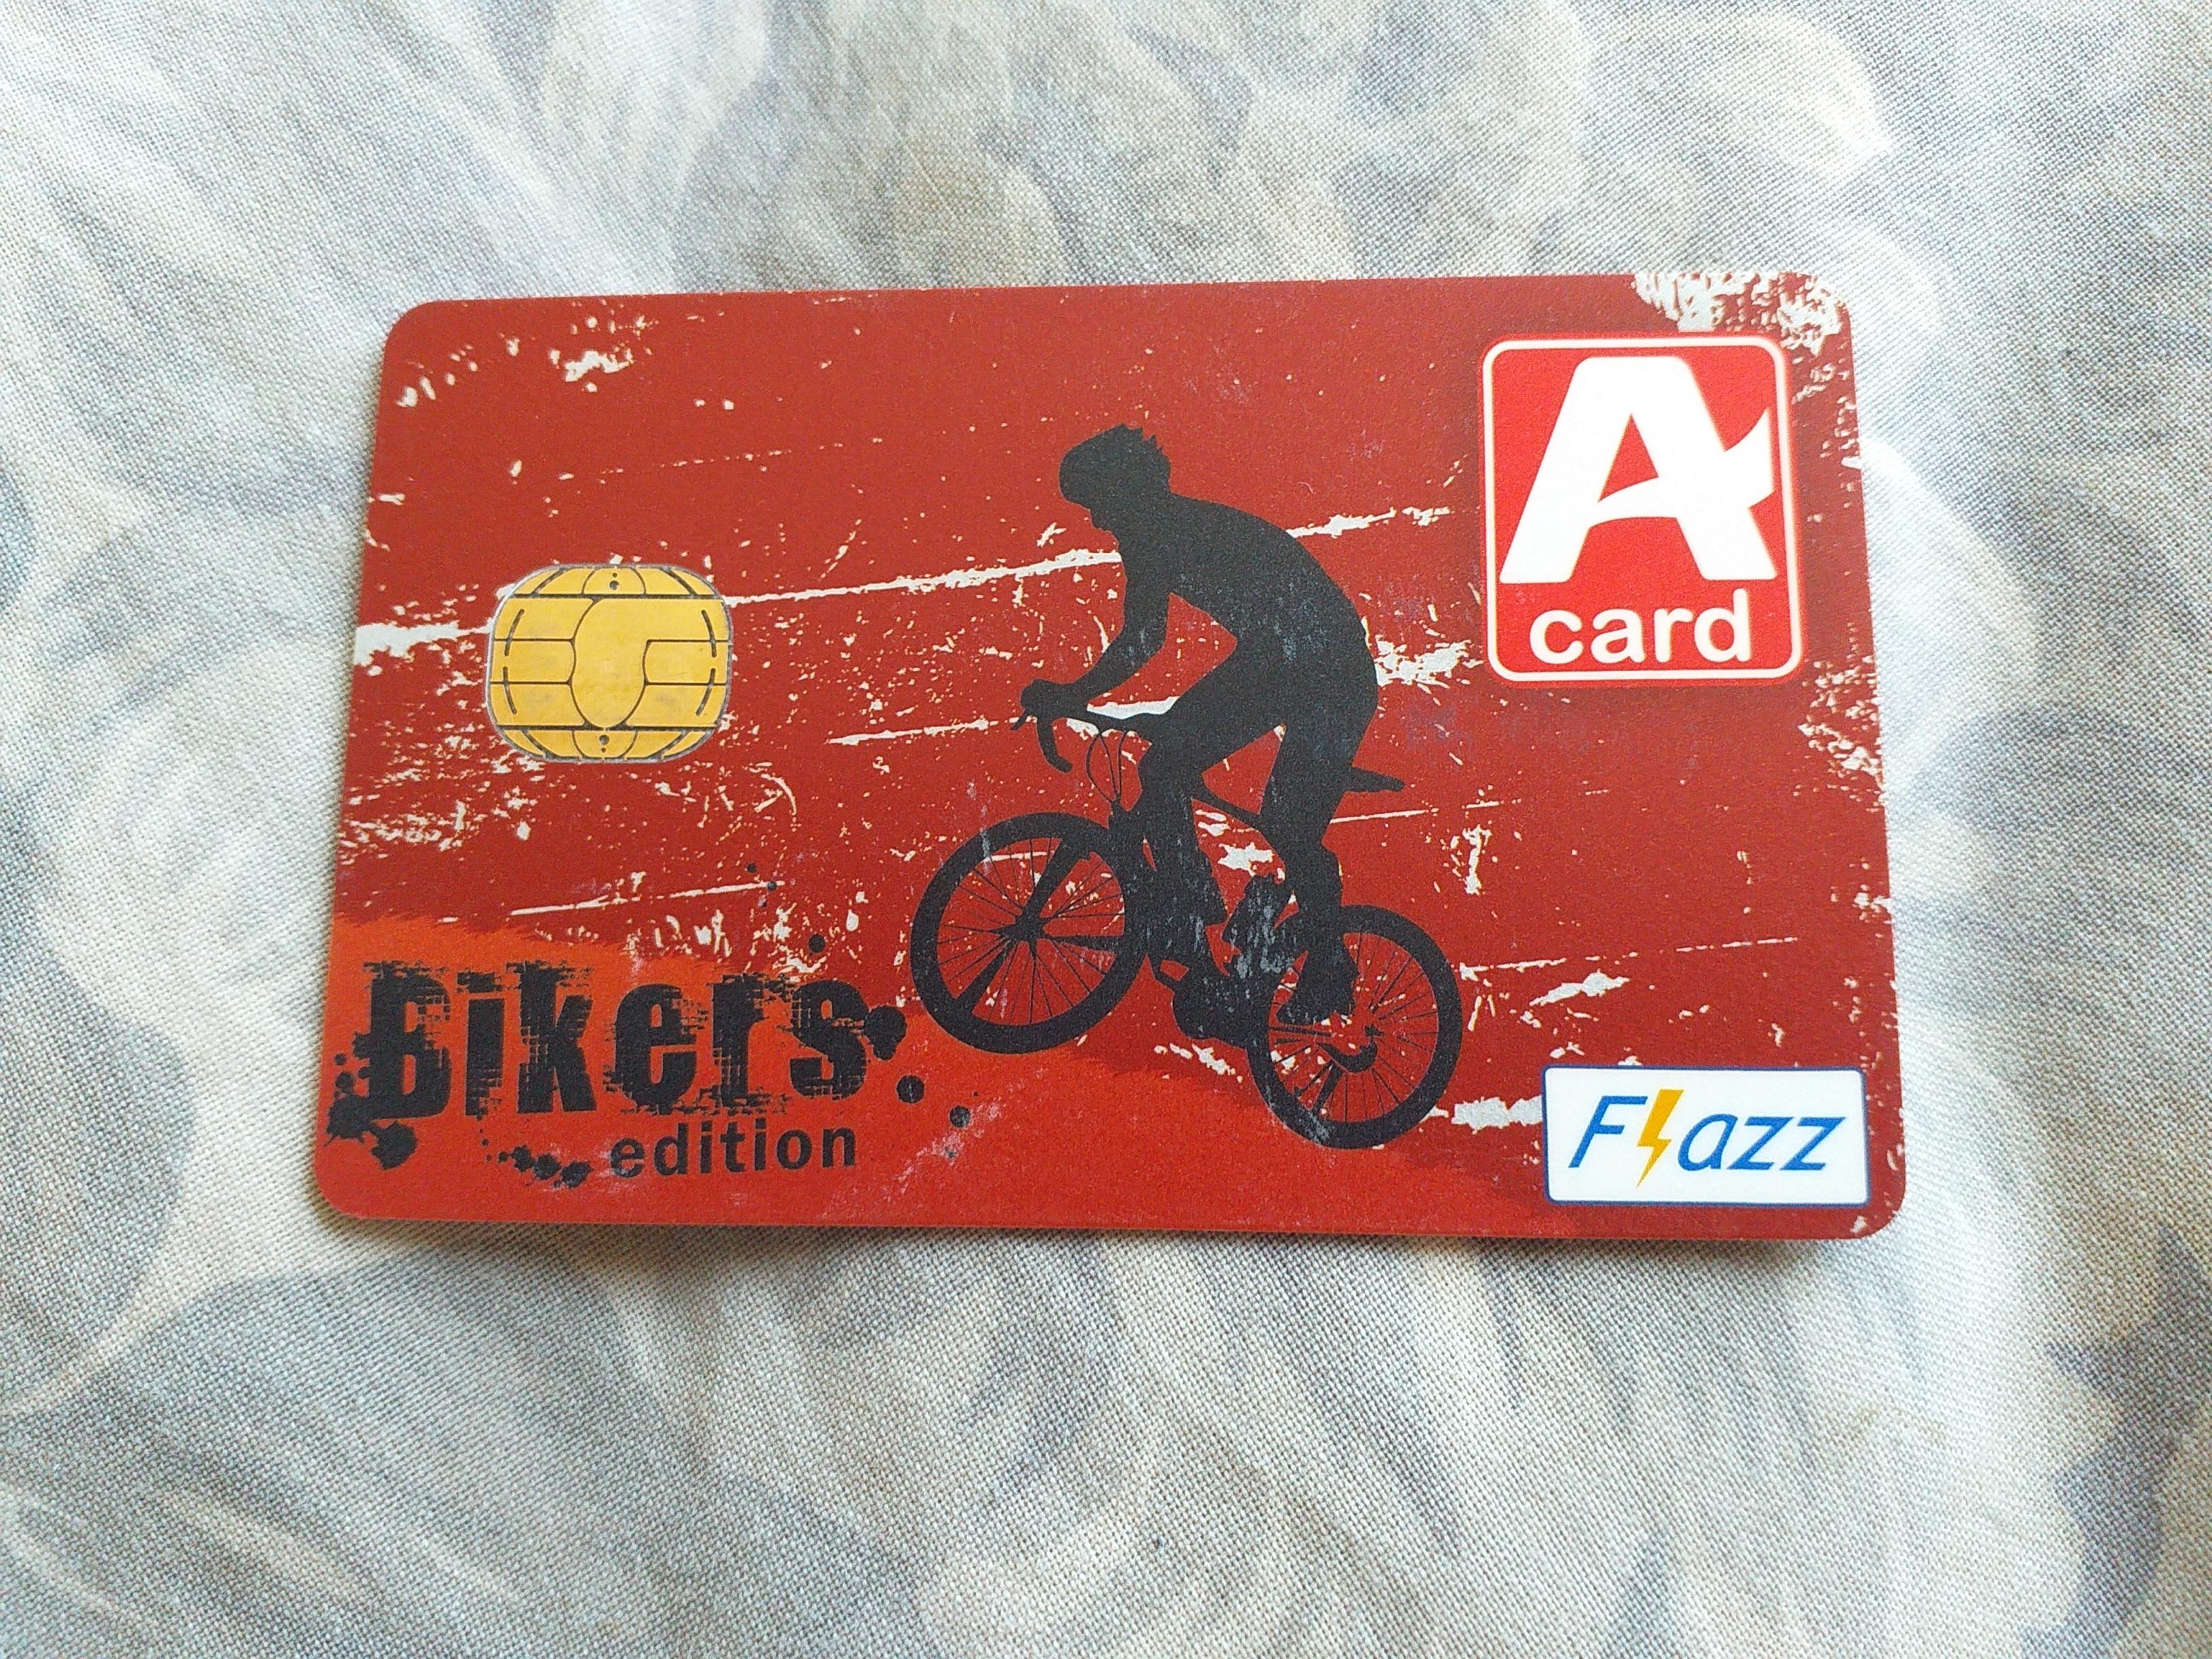 A
card
Bikers
edition
Flazz